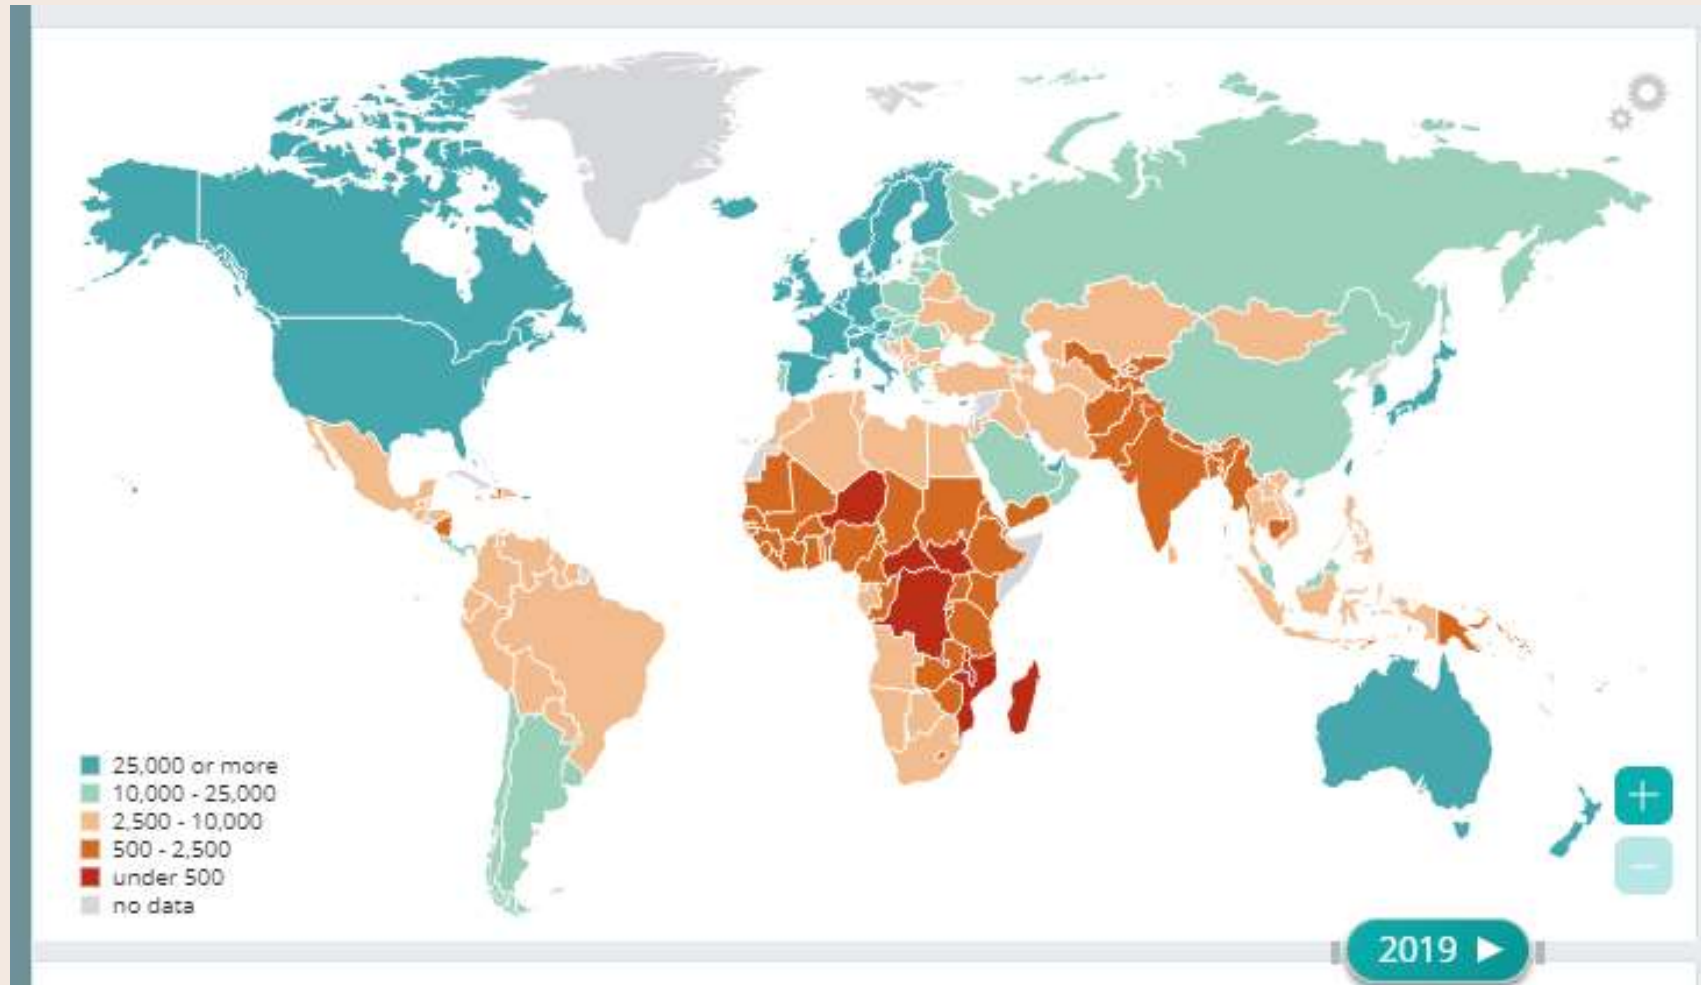 25,000 or more
10,000 - 25,000
2,500 - 10,000
500 - 2,500
under 500
no data
2019